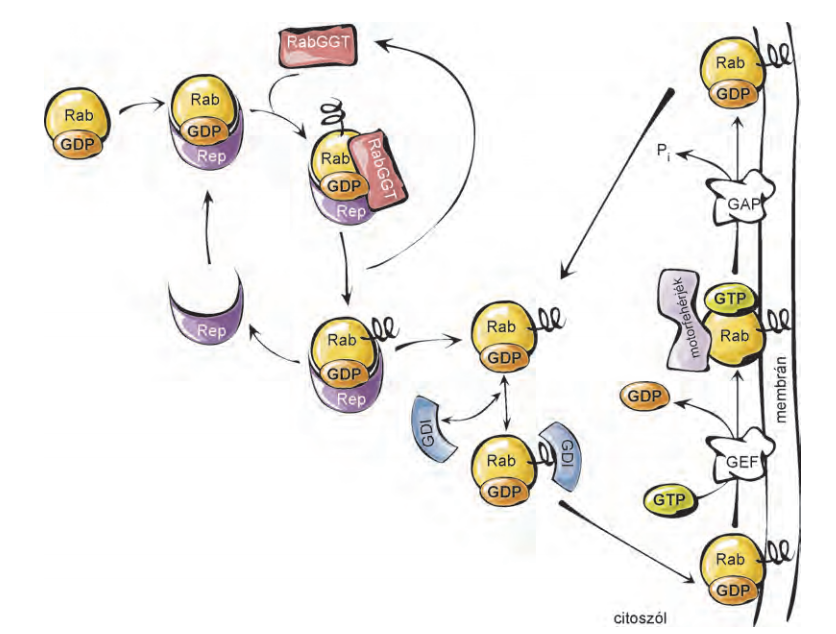 RabGGT
Rab
GDP
Rab
GDP
Rep
Rab
GDP
Rep
RabGGT
Rep
Rab
GDP
Rep
Rab
GDP
GDI
Rab
GDP
GDI
Rab
GDP
Pi
GAP
motorfehérjék
GTP
Rab
membrán
GDP
GEF
GTP
Rab
GDP
citoszól